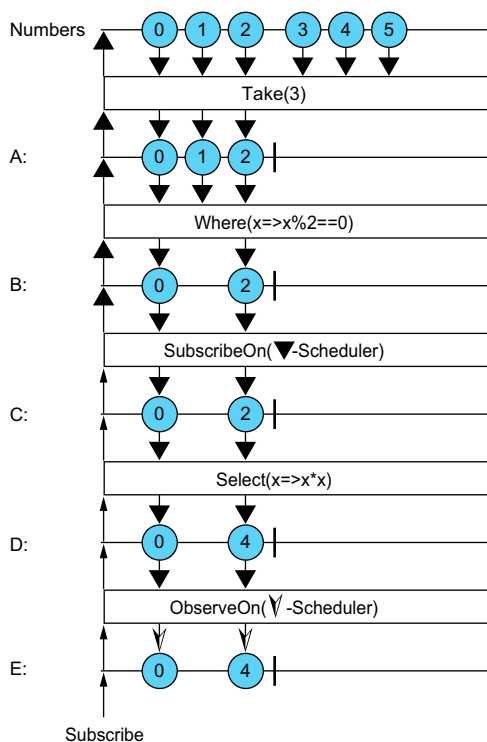 Numbers 0 1 2 3 4 5
Take(3)
A: 0 1 2
Where(x=>x%2==0)
B: 0 2
SubscribeOn(▼-Scheduler)
C: 0 2
Select(x=>x*x)
D: 0 4
ObserveOn( -Scheduler)
E: 0 4
Subscribe